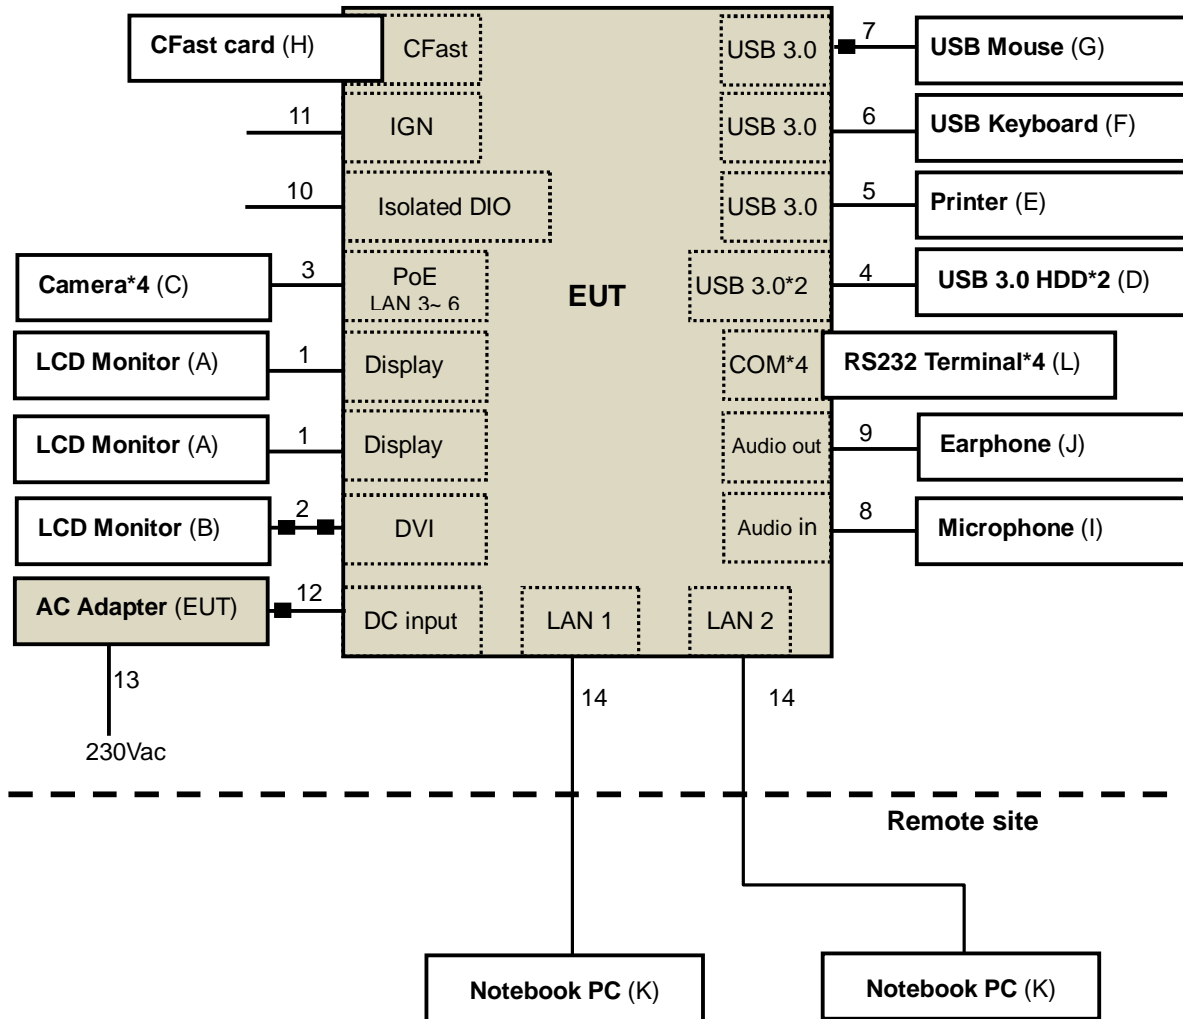 CFast card (H)
CFast
USB 3.0
7
USB Mouse (G)
11
IGN
USB 3.0
6
USB Keyboard (F)
10
Isolated DIO
USB 3.0
5
Printer (E)
Camera*4 (C)
3
PoE
LAN 3~ 6
EUT
USB 3.0*2
4
USB 3.0 HDD*2 (D)
LCD Monitor (A)
1
Display
COM*4
RS232 Terminal*4 (L)
LCD Monitor (A)
1
Display
Audio out
9
Earphone (J)
LCD Monitor (B)
2
DVI
Audio in
8
Microphone (I)
AC Adapter (EUT)
12
DC input
LAN 1
LAN 2
13
14
14
230Vac
Remote site
Notebook PC (K)
Notebook PC (K)